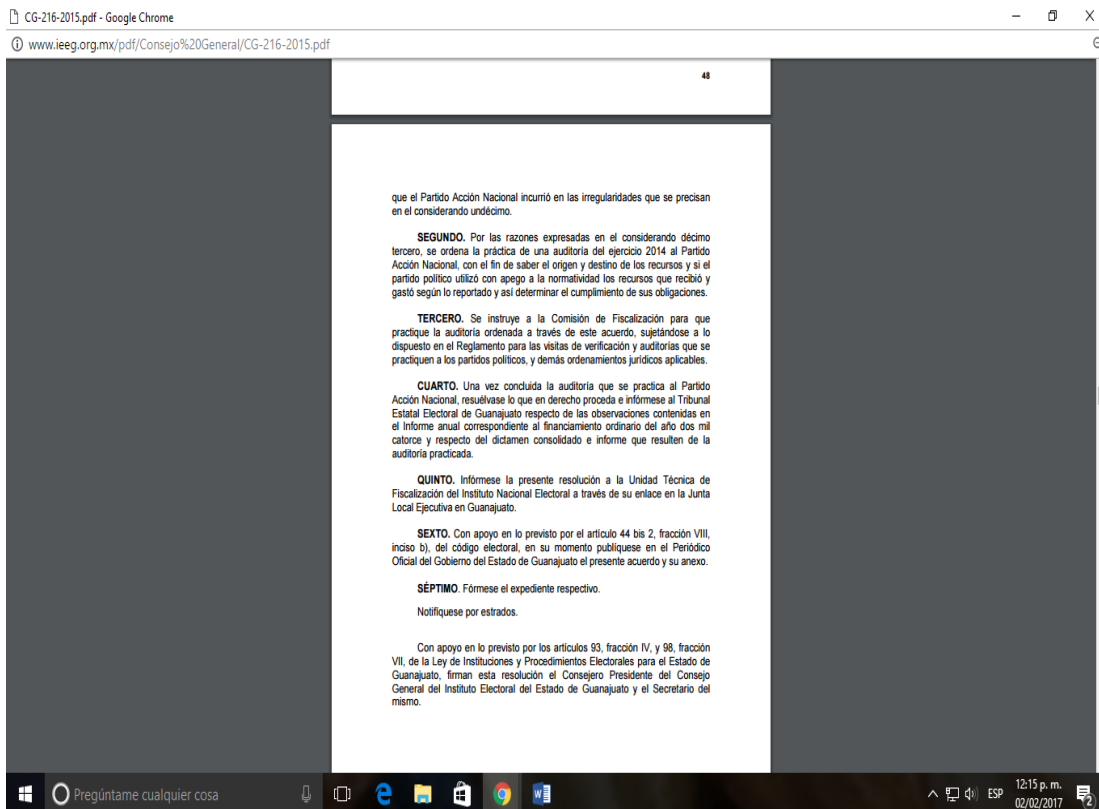 CG-216-2015.pdf - Google Chrome
www.ieeg.org.mx/pdf/Consejo%20General/CG-216-2015.pdf
48
que el Partido Acción Nacional incurrió en las irregularidades que se precisan
en el considerando undécimo.
SEGUNDO. Por las razones expresadas en el considerando décimo
tercero, se ordena la práctica de una auditoría del ejercicio 2014 al Partido
Acción Nacional, con el fin de saber el origen y destino de los recursos y si el
partido político utilizó con apego a la normatividad los recursos que recibió y
gastó según lo reportado y así determinar el cumplimiento de sus obligaciones.
TERCERO. Se instruye a la Comisión de Fiscalización para que
practique la auditoría ordenada a través de este acuerdo, sujetándose a lo
dispuesto en el Reglamento para las visitas de verificación y auditorías que se
practiquen a los partidos políticos, y demás ordenamientos jurídicos aplicables.
CUARTO. Una vez concluida la auditoría que se practica al Partido
Acción Nacional, resuélvase lo que en derecho proceda e infórmese al Tribunal
Estatal Electoral de Guanajuato respecto de las observaciones contenidas en
el Informe anual correspondiente al financiamiento ordinario del año dos mil
catorce y respecto del dictamen consolidado e informe que resulten de la
auditoría practicada.
QUINTO. Infórmese la presente resolución a la Unidad Técnica de
Fiscalización del Instituto Nacional Electoral a través de su enlace en la Junta
Local Ejecutiva en Guanajuato.
SEXTO. Con apoyo en lo previsto por el artículo 44 bis 2, fracción VIII,
inciso b), del código electoral, en su momento publíquese en el Periódico
Oficial del Gobierno del Estado de Guanajuato el presente acuerdo y su anexo.
SÉPTIMO. Fórmese el expediente respectivo.
Notifíquese por estrados.
Con apoyo en lo previsto por los artículos 93, fracción IV, y 98, fracción
VII, de la Ley de Instituciones y Procedimientos Electorales para el Estado de
Guanajuato, firman esta resolución el Consejero Presidente del Consejo
General del Instituto Electoral del Estado de Guanajuato y el Secretario del
mismo.
Pregúntame cualquier cosa
ESP
12:15 p. m.
02/02/2017
2